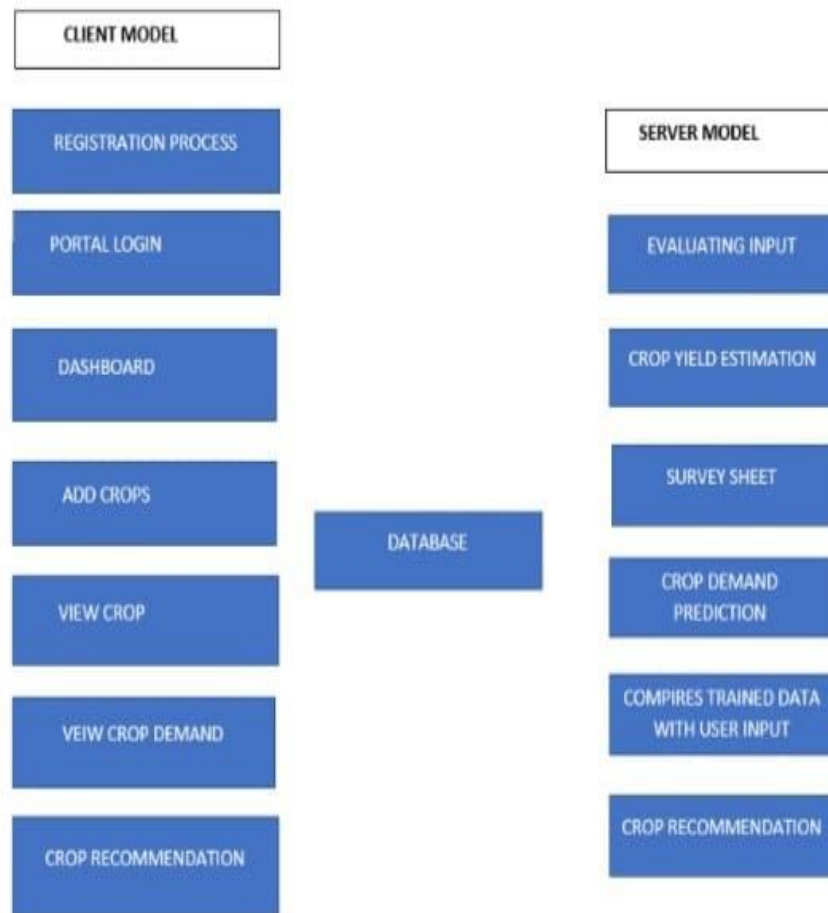 CLIENT MODEL
REGISTRATION PROCESS
PORTAL LOGIN
DASHBOARD
ADD CROPS
VIEW CROP
VEIW CROP DEMAND
CROP RECOMMENDATION
DATABASE
SERVER MODEL
EVALUATING INPUT
CROP YIELD ESTIMATION
SURVEY SHEET
CROP DEMAND
PREDICTION
COMPIRES TRAINED DATA
WITH USER INPUT
CROP RECOMMENDATION